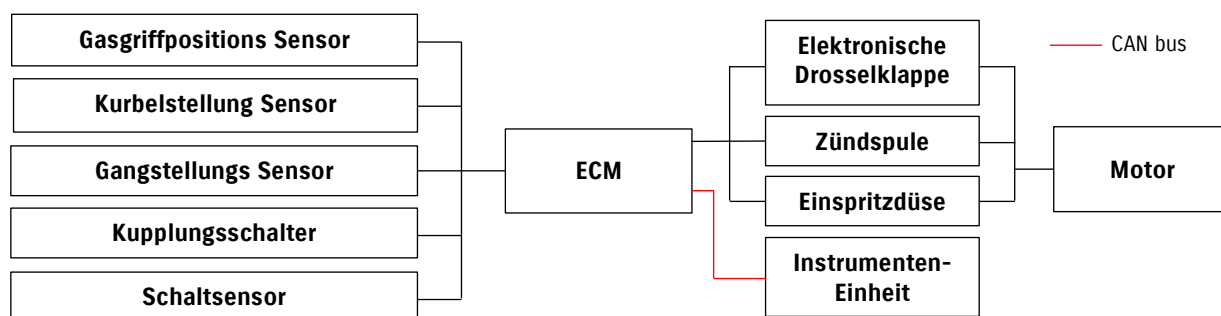 Gasgriffpositions Sensor
Kurbelstellung Sensor
Gangstellungs Sensor
Kupplungsschalter
Schaltsensor
ECM
Elektronische
Drosselklappe
Zündspule
Einspritzdüse
Instrumenten-
Einheit
Motor
CAN bus